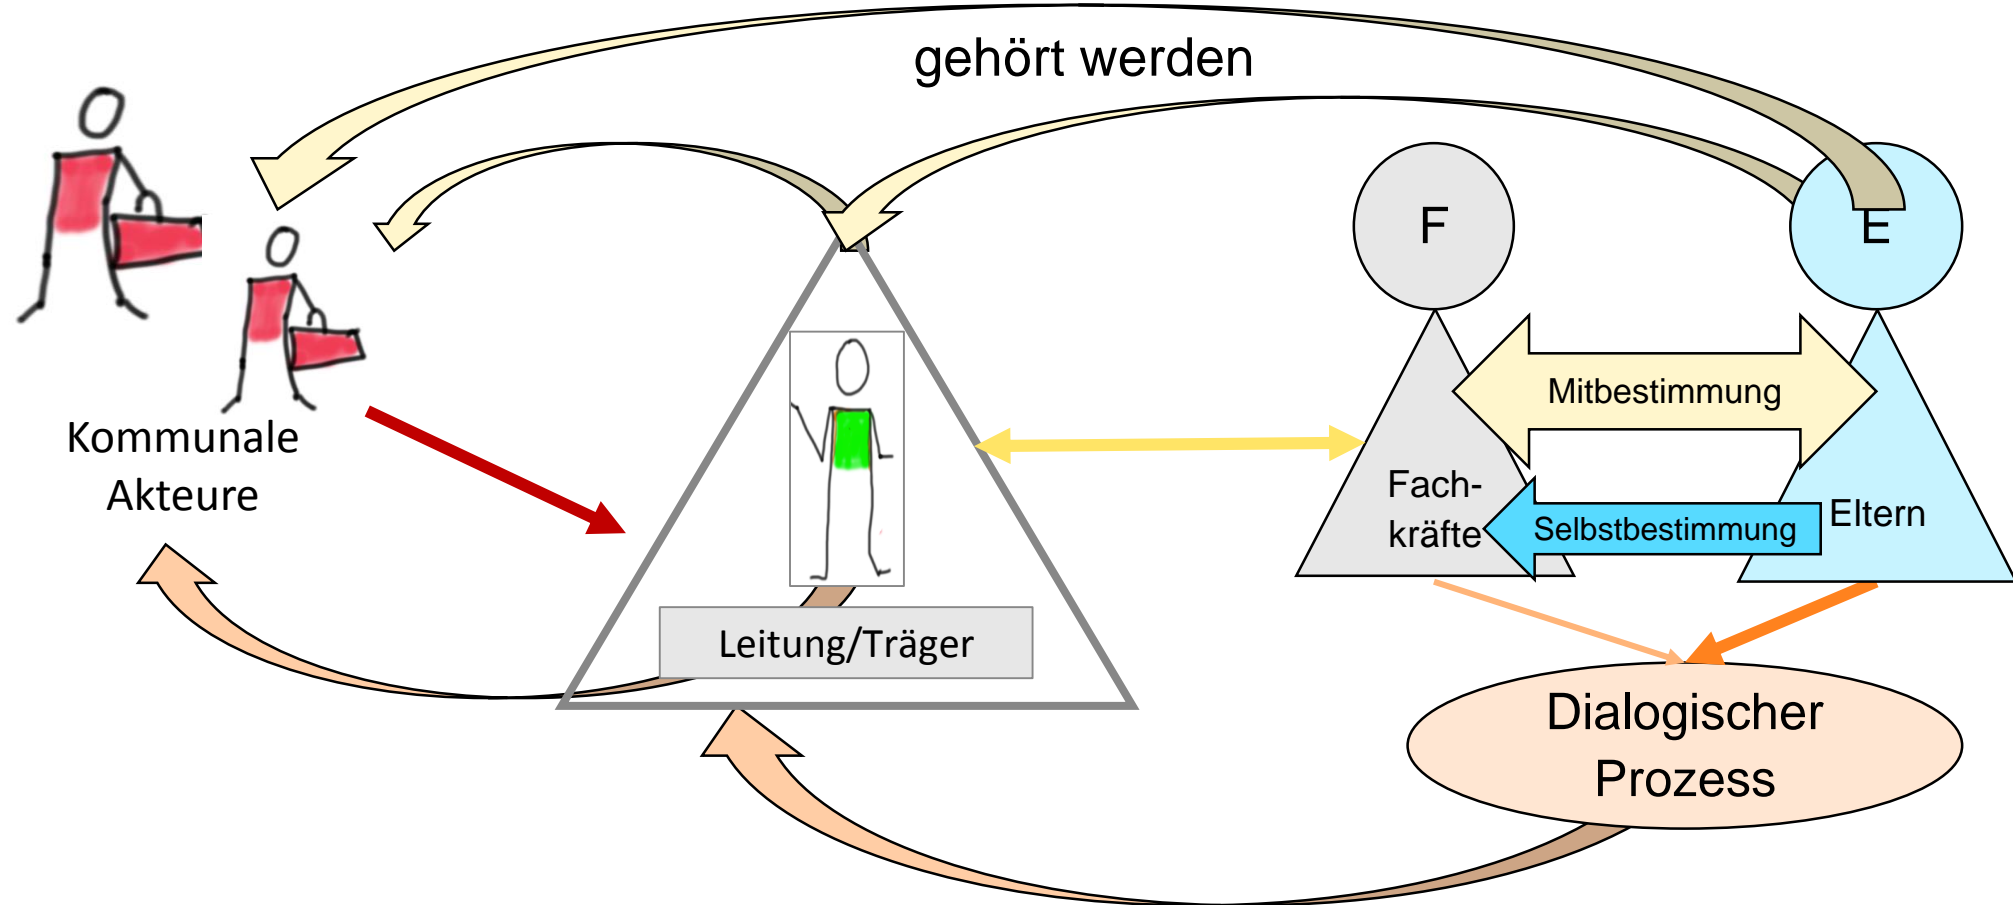 gehört werden
F
E
Mitbestimmung
Kommunale
Akteure
Fach-
kräfte
Selbstbestimmung
Eltern
Leitung/Träger
Dialogischer
Prozess